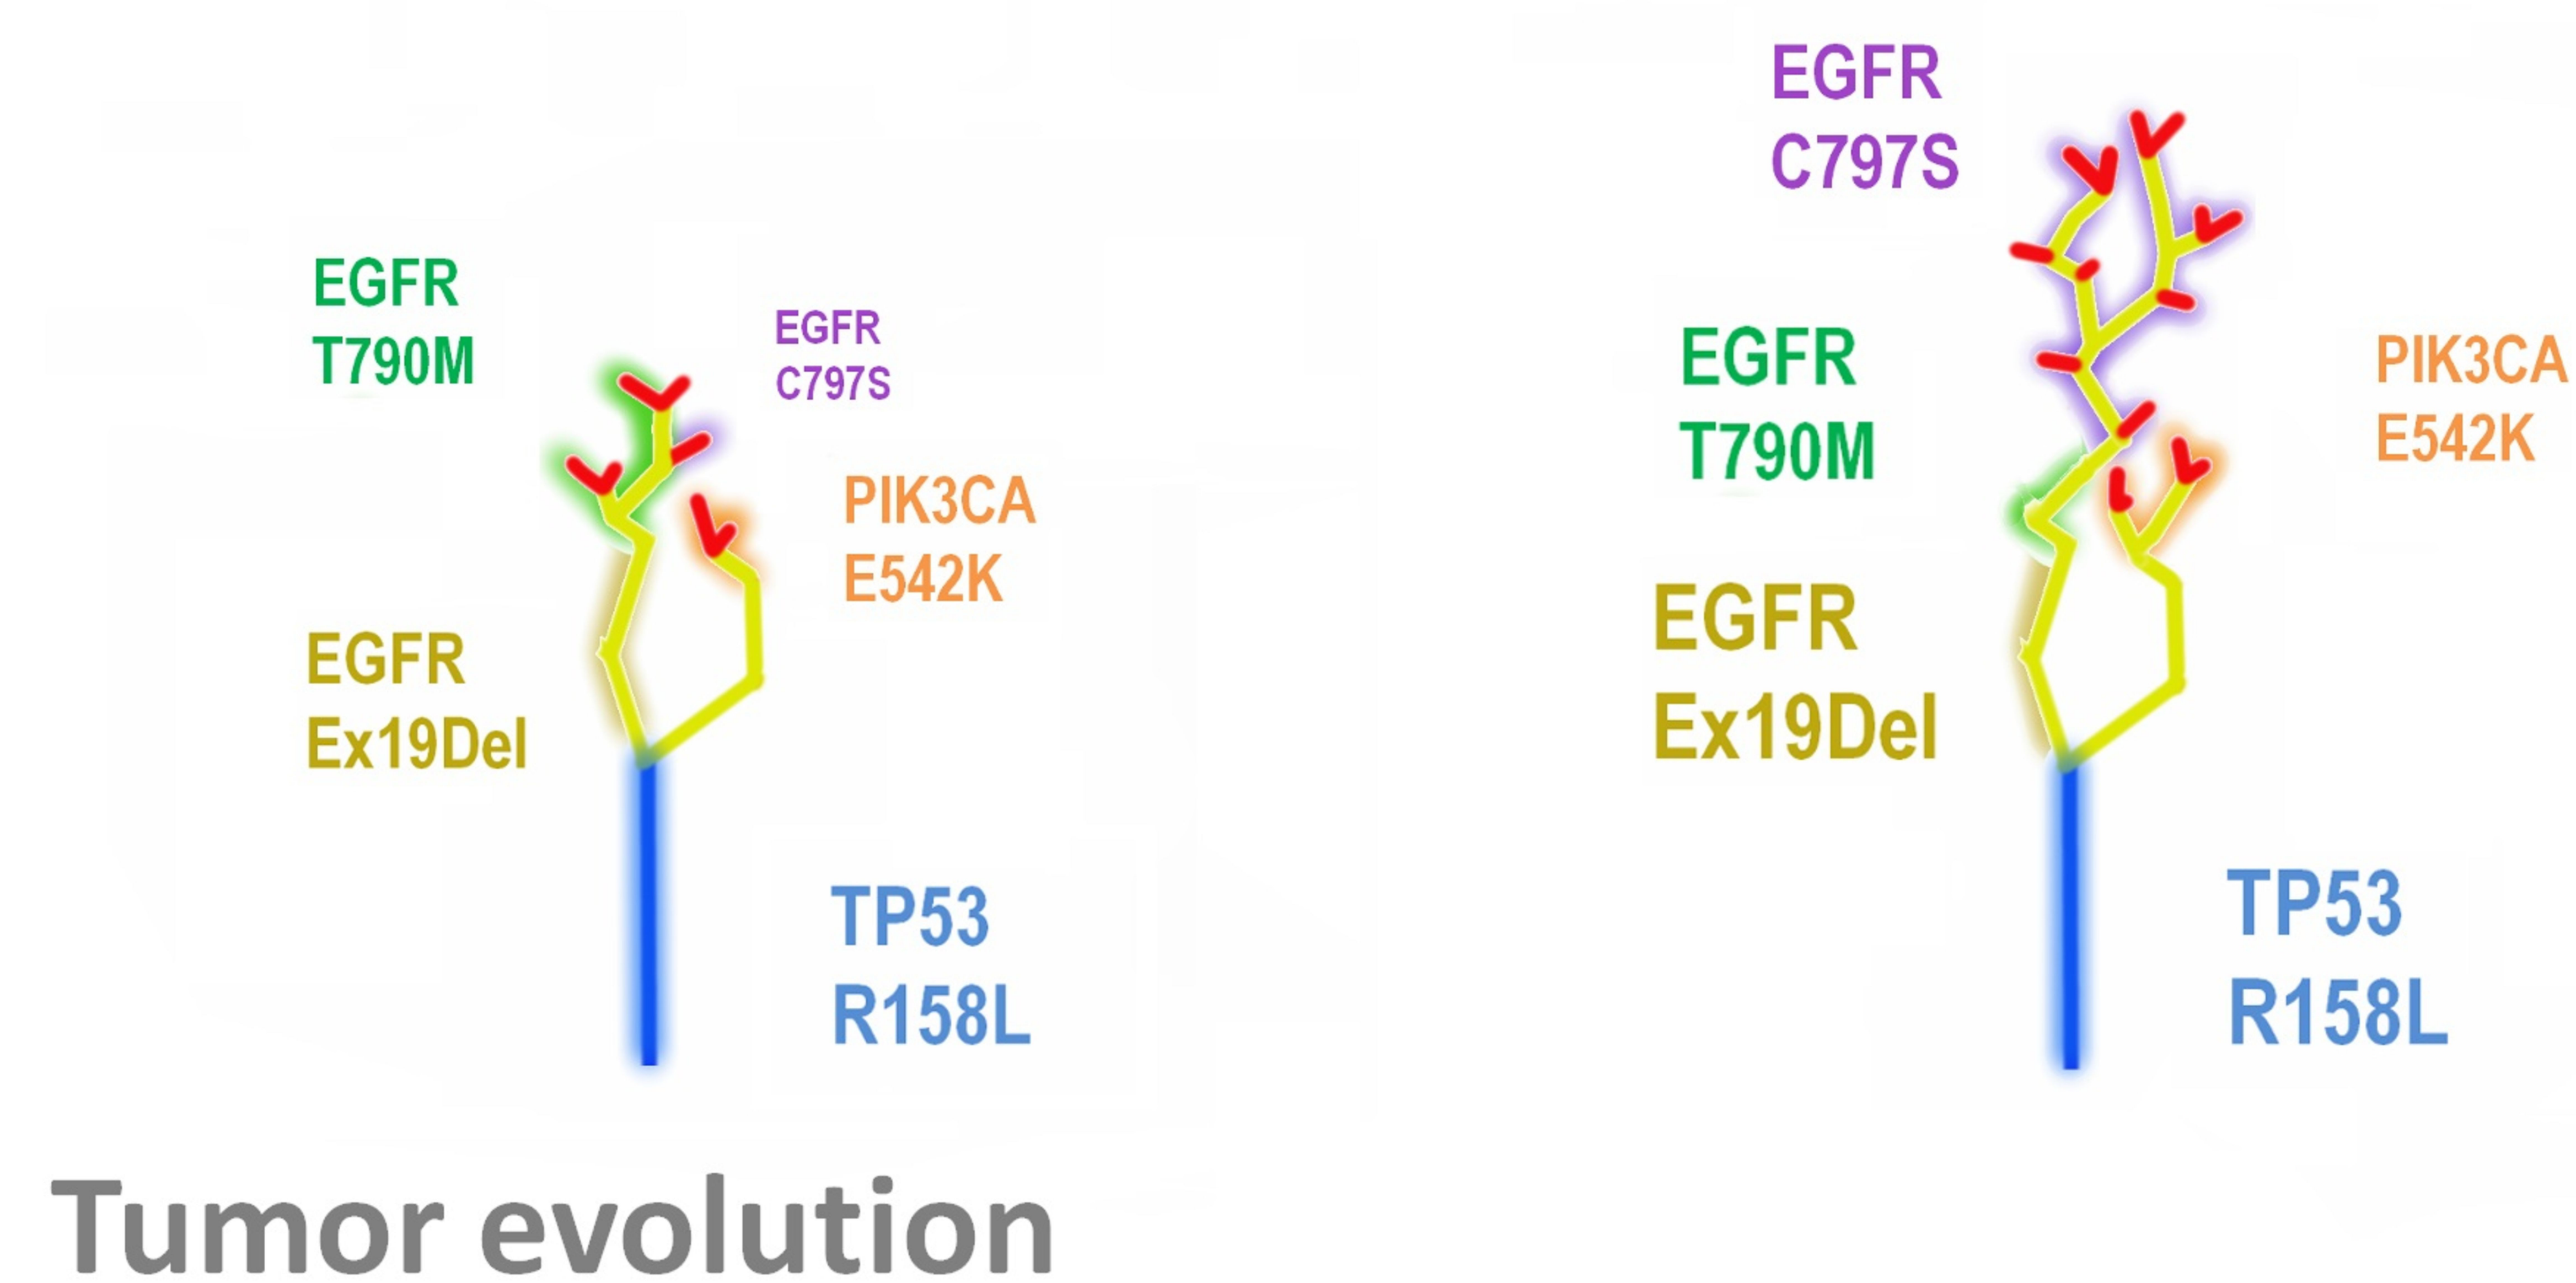 EGFR
T790M
EGFR
C797S
PIK3CA
E542K
EGFR
Ex19Del
TP53
R158L
EGFR
C797S
EGFR
T790M
PIK3CA
E542K
EGFR
Ex19Del
TP53
R158L
Tumor evolution